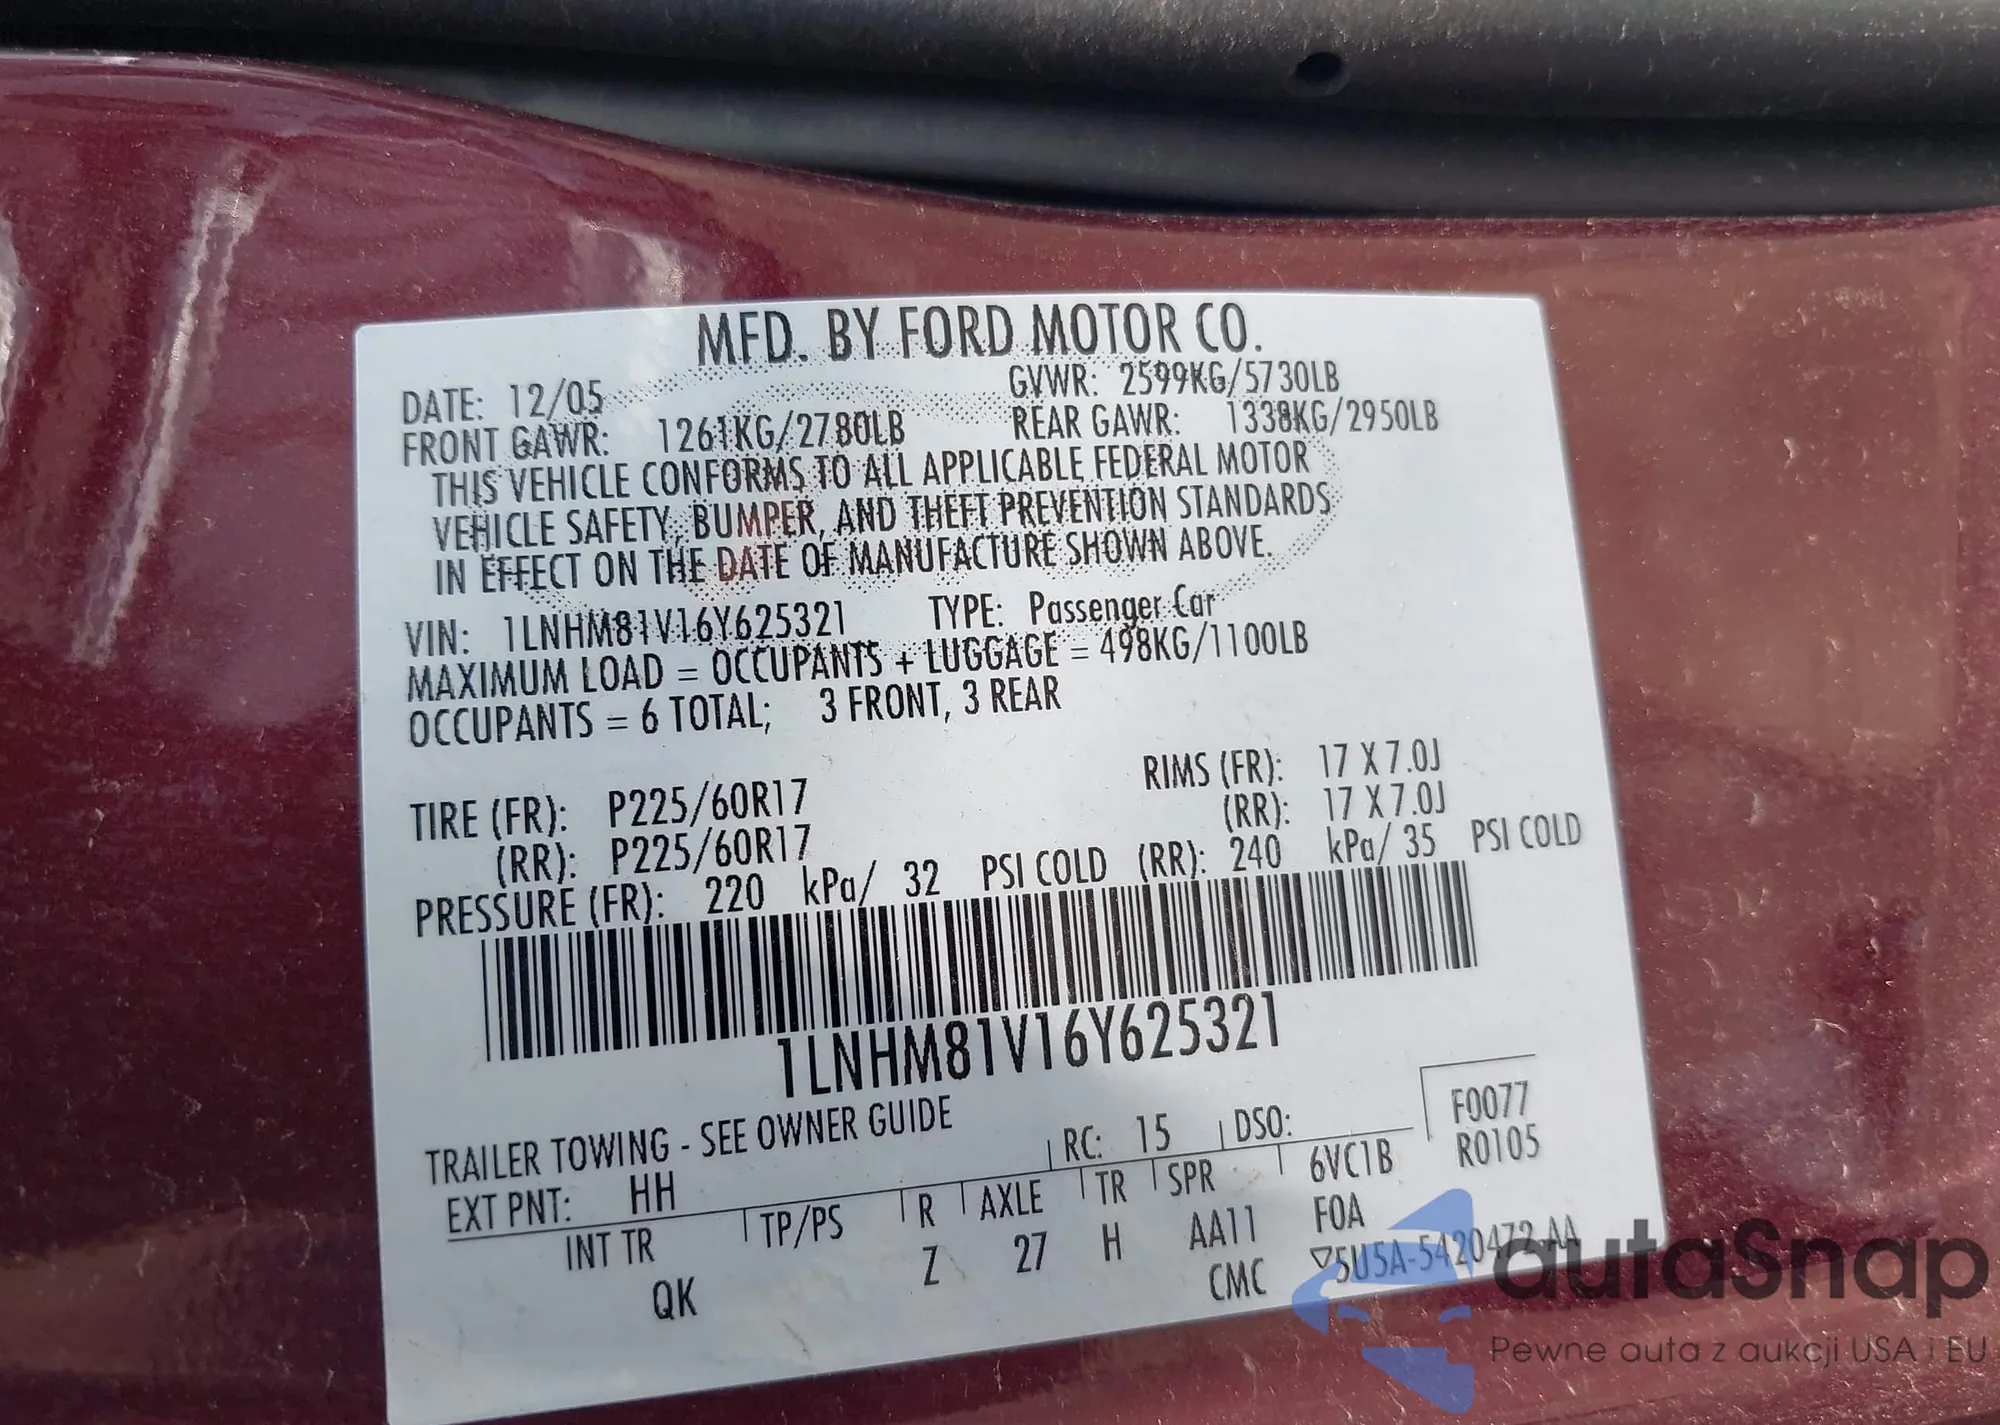 MFD. BY FORD MOTOR CO.
DATE: 12/05 GVWR: 2599KG/5730LB
FRONT GAWR: 1261KG/2780LB REAR GAWR: 1338KG/2950LB
THIS VEHICLE CONFORMS TO ALL APPLICABLE FEDERAL MOTOR
VEHICLE SAFETY, BUMPER, AND THEFT PREVENTION STANDARDS
IN EFFECT ON THE DATE OF MANUFACTURE SHOWN ABOVE.
VIN: 1LNHM81V16Y625321 TYPE: Passenger Car
MAXIMUM LOAD = OCCUPANTS + LUGGAGE = 498KG/1100LB
OCCUPANTS = 6 TOTAL; 3 FRONT, 3 REAR
TIRE (FR): P225/60R17 RIMS (FR): 17 X 7.0J
(RR): P225/60R17 (RR): 17 X 7.0J
PRESSURE (FR): 220 kPa/ 32 PSI COLD (RR): 240 kPa/ 35 PSI COLD
1LNHM81V16Y625321
TRAILER TOWING - SEE OWNER GUIDE RC: 15 DSO: F0077
EXT PNT: HH R0105
INT TR TP/PS R AXLE TR SPR 6VC1B
QK Z 27 H AA11 FOA
CMC ▽5U5A-5420472-AA
autaSnap
Pewne auta z aukcji USA i EU